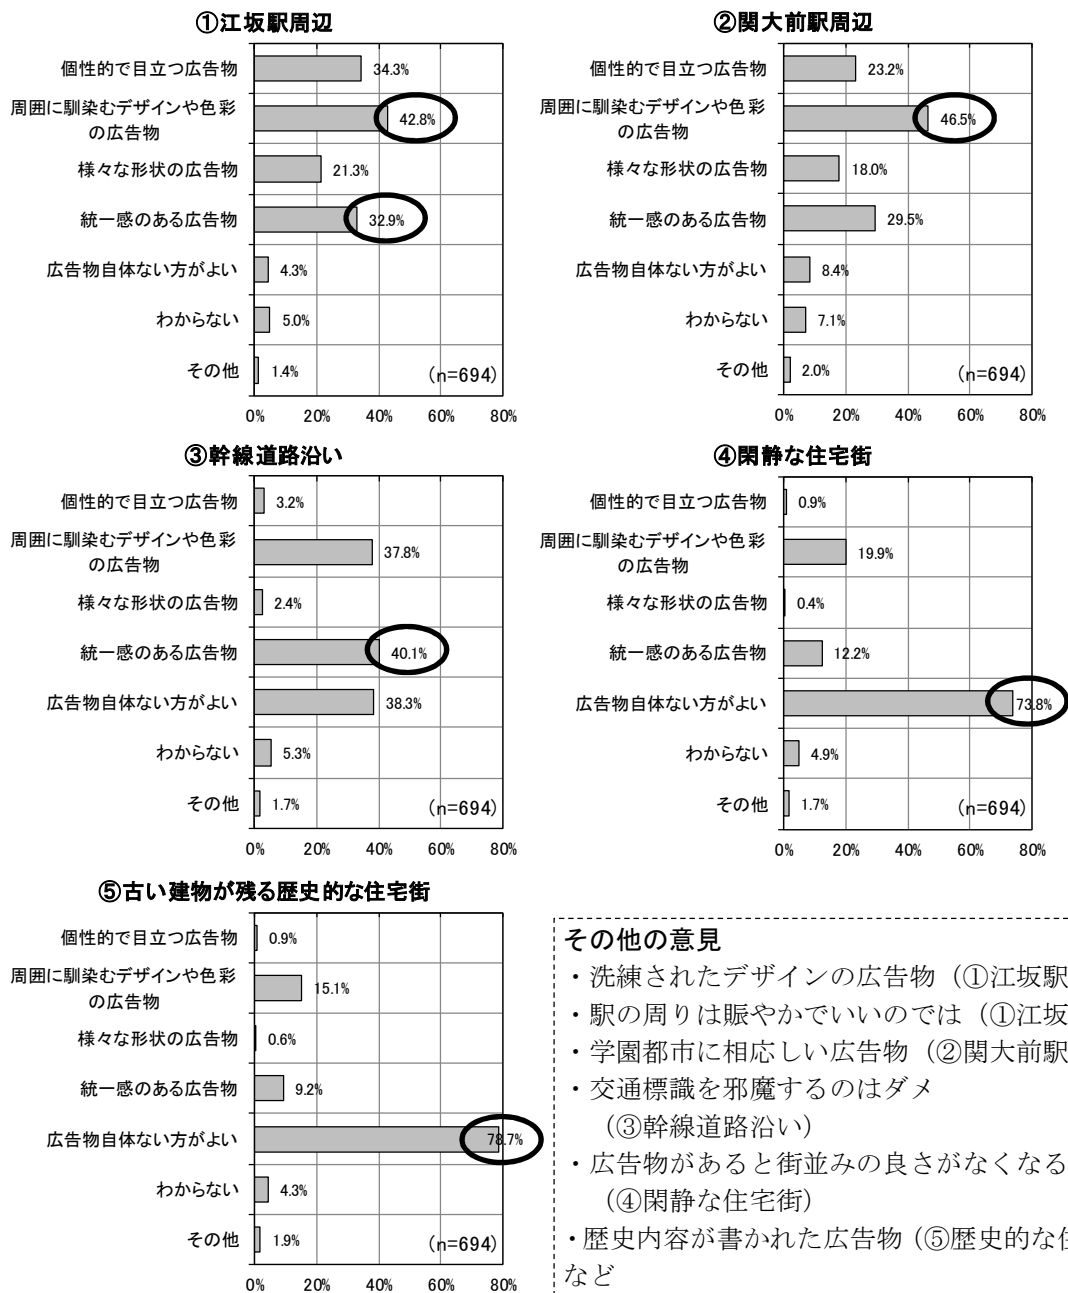 ①江坂駅周辺
個性的で目立つ広告物
34.3%
周囲に馴染むデザインや色彩
の広告物
42.8%
様々な形状の広告物
21.3%
統一感のある広告物
32.9%
広告物自体ない方がよい
4.3%
わからない
5.0%
その他
1.4%
(n=694)
0% 20% 40% 60% 80%
②関大前駅周辺
個性的で目立つ広告物
23.2%
周囲に馴染むデザインや色彩
の広告物
46.5%
様々な形状の広告物
18.0%
統一感のある広告物
29.5%
広告物自体ない方がよい
8.4%
わからない
7.1%
その他
2.0%
(n=694)
0% 20% 40% 60% 80%
③幹線道路沿い
個性的で目立つ広告物
3.2%
周囲に馴染むデザインや色彩
の広告物
37.8%
様々な形状の広告物
2.4%
統一感のある広告物
40.1%
広告物自体ない方がよい
38.3%
わからない
5.3%
その他
1.7%
(n=694)
0% 20% 40% 60% 80%
④閑静な住宅街
個性的で目立つ広告物
0.9%
周囲に馴染むデザインや色彩
の広告物
19.9%
様々な形状の広告物
0.4%
統一感のある広告物
12.2%
広告物自体ない方がよい
73.8%
わからない
4.9%
その他
1.7%
(n=694)
0% 20% 40% 60% 80%
⑤古い建物が残る歴史的な住宅街
個性的で目立つ広告物
0.9%
周囲に馴染むデザインや色彩
の広告物
15.1%
様々な形状の広告物
0.6%
統一感のある広告物
9.2%
広告物自体ない方がよい
78.7%
わからない
4.3%
その他
1.9%
(n=694)
0% 20% 40% 60% 80%
その他の意見
・洗練されたデザインの広告物（①江坂駅
・駅の周りは賑やかでいいのでは（①江坂
・学園都市に相応しい広告物（②関大前駅
・交通標識を邪魔するのはダメ
（③幹線道路沿い）
・広告物があると街並みの良さがなくなる
（④閑静な住宅街）
・歴史内容が書かれた広告物（⑤歴史的な住
など